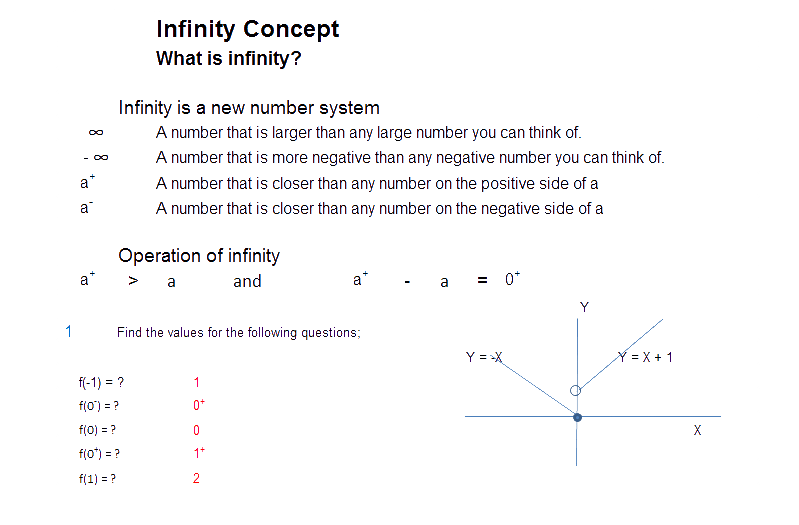 Infinity Concept
What is infinity?
Infinity is a new number system
∞ A number that is larger than any large number you can think of.
- ∞ A number that is more negative than any negative number you can think of.
a⁺ A number that is closer than any number on the positive side of a
a⁻ A number that is closer than any number on the negative side of a
Operation of infinity
a⁺ > a and a⁺ - a = 0⁺
Y
1 Find the values for the following questions;
Y = -X
Y = X + 1
f(-1) = ? 1
f(0⁻) = ? 0⁺
f(0) = ? 0
X
f(0⁺) = ? 1⁺
f(1) = ? 2